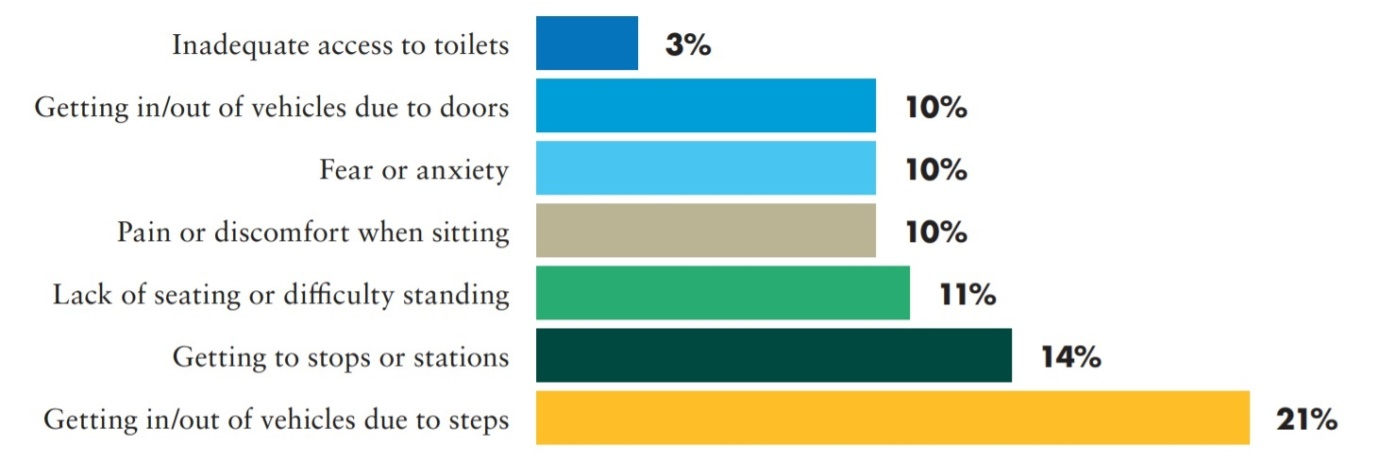 Inadequate access to toilets 3%
Getting in/out of vehicles due to doors 10%
Fear or anxiety 10%
Pain or discomfort when sitting 10%
Lack of seating or difficulty standing 11%
Getting to stops or stations 14%
Getting in/out of vehicles due to steps 21%